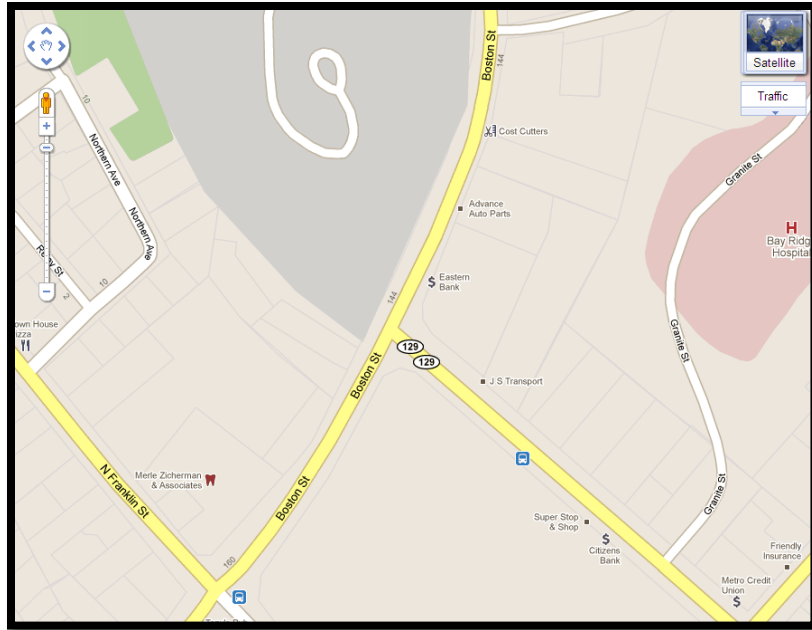 Boston St
144
Satellite
Traffic
10
Cost Cutters
Northern Ave
Granite St
Advance
Auto Parts
Northern Ave
H
Bay Ridg
Hospital
St
2
10
$
Eastern
Bank
144
own House
izza
129
129
Granite St
Boston St
J S Transport
Merle Zicherman
& Associates
N Franklin St
Boston St
Granite St
Super Stop
& Shop
$
Citizens
Bank
Friendly
Insurance
160
Metro Credit
Union
$